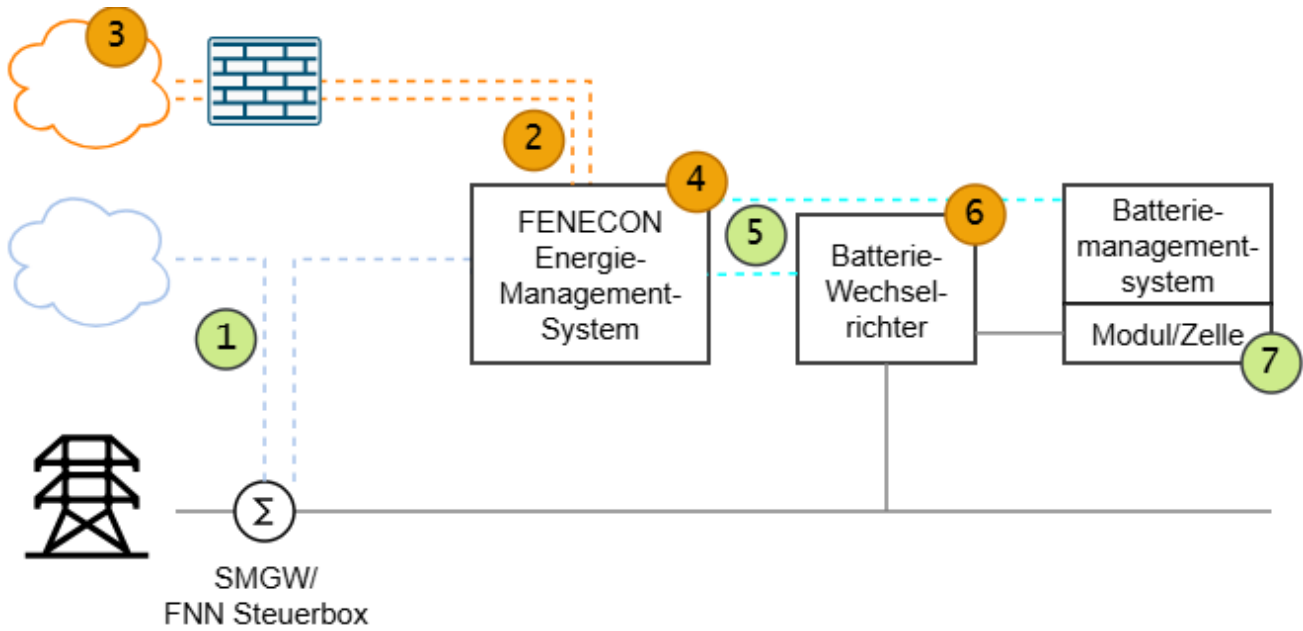 3
2
4
FENECON
Energie-
Management-
System
5
6
Batterie-
Wechsel-
richter
Batterie-
management-
system
Modul/Zelle
7
1
Σ
SMGW/
FNN Steuerbox